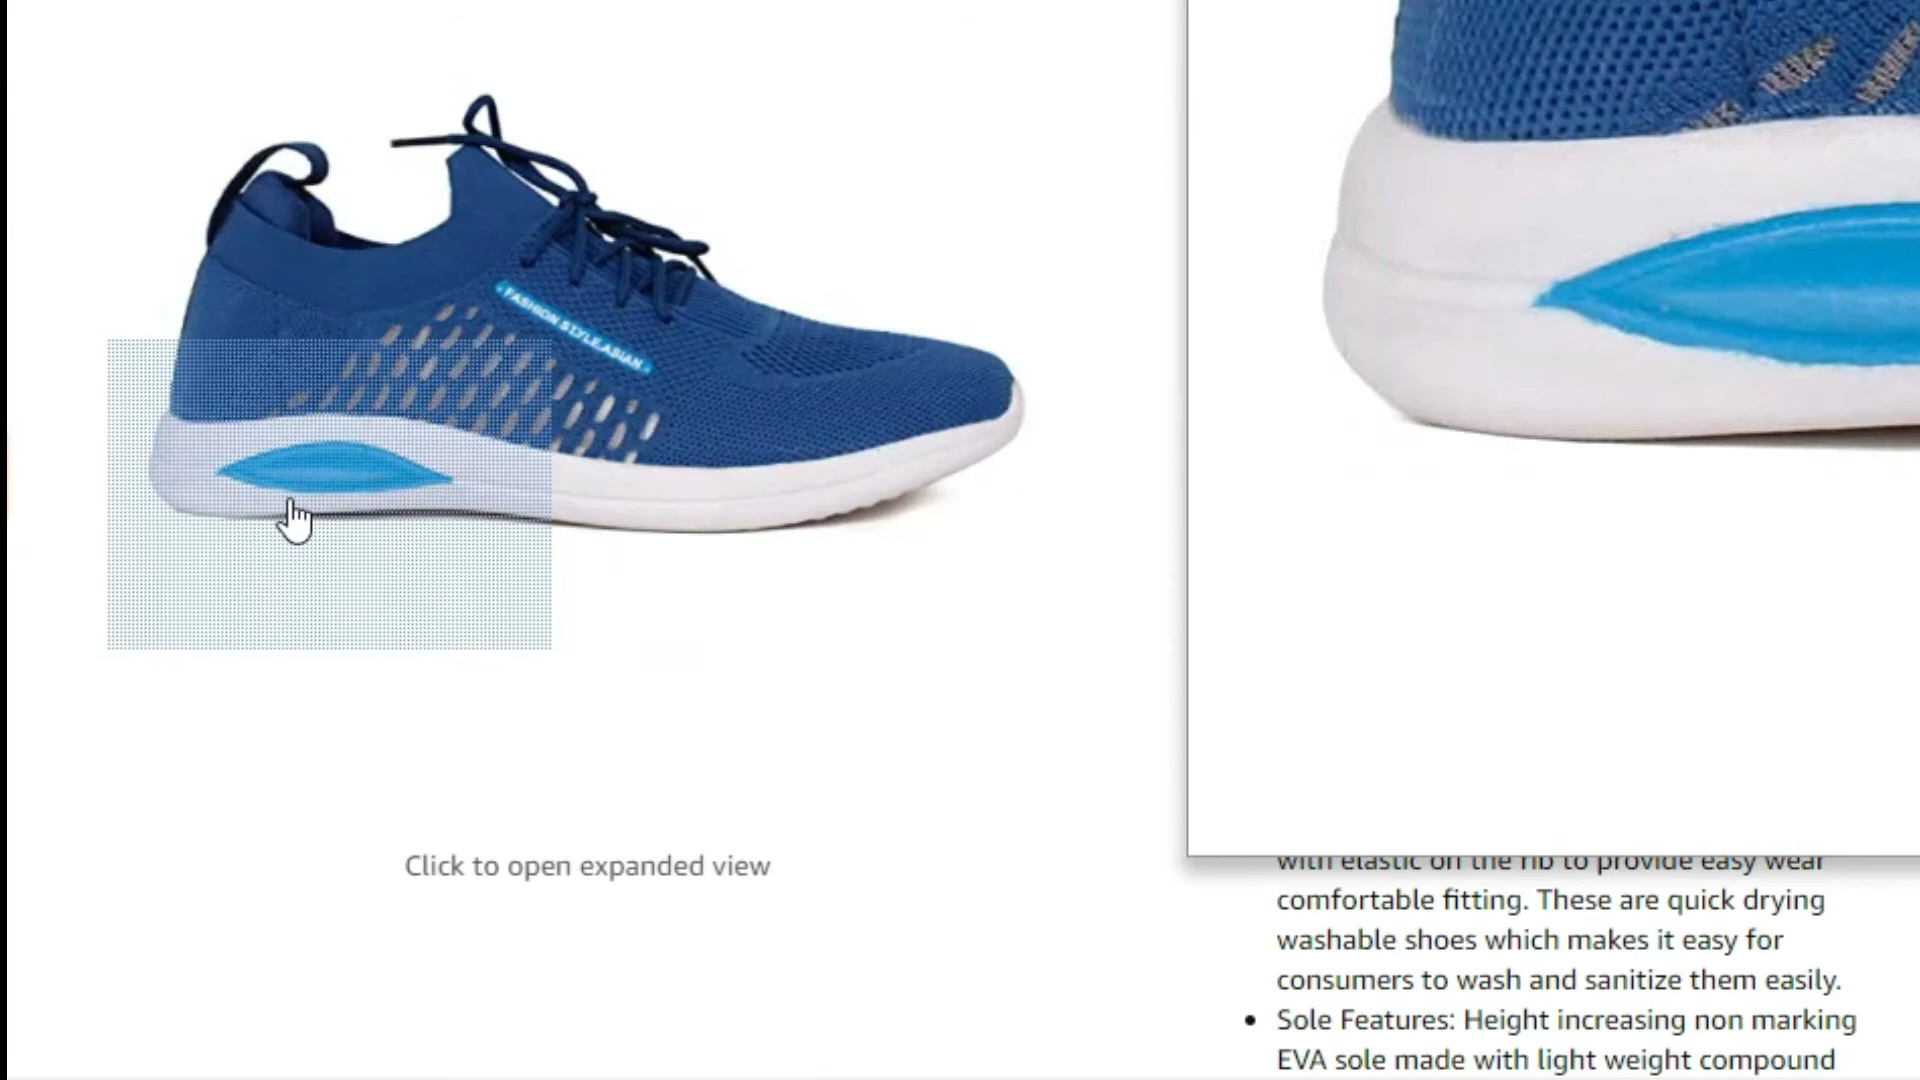 FASHION STYLE ASIAN
Click to open expanded view
with elastic on the rib to provide easy wear
comfortable fitting. These are quick drying
washable shoes which makes it easy for
consumers to wash and sanitize them easily.
• Sole Features: Height increasing non marking
EVA sole made with light weight compound